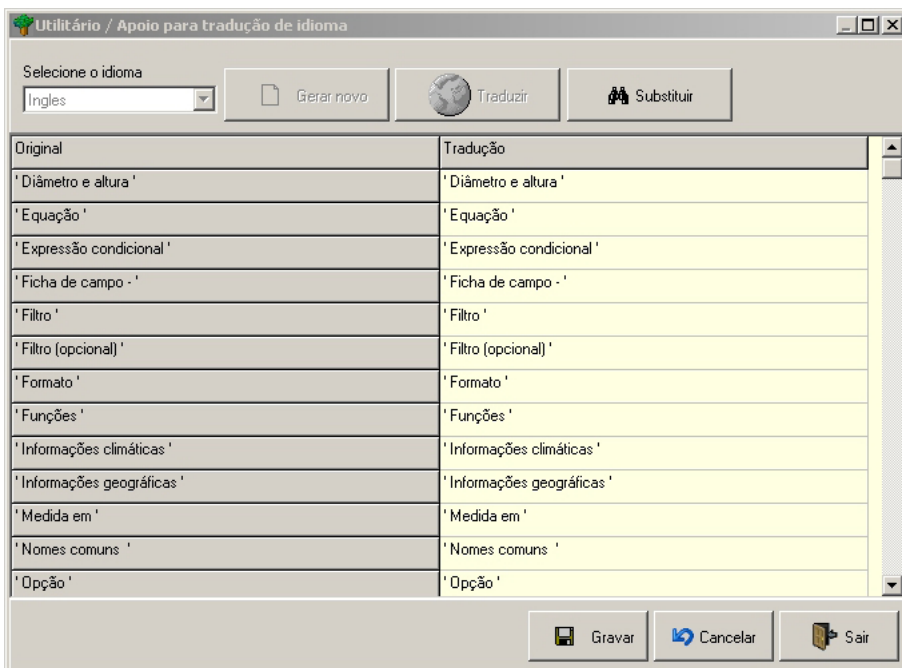 Utilitário / Apoio para tradução de idioma
Selecione o idioma
Ingles
Gerar novo
Traduzir
Substituir
Original Tradução
' Diâmetro e altura ' ' Diâmetro e altura '
' Equação ' ' Equação '
' Expressão condicional ' ' Expressão condicional '
' Ficha de campo - ' ' Ficha de campo - '
' Filtro ' ' Filtro '
' Filtro (opcional) ' ' Filtro (opcional) '
' Formato ' ' Formato '
' Funções ' ' Funções '
' Informações climáticas ' ' Informações climáticas '
' Informações geográficas ' ' Informações geográficas '
' Medida em ' ' Medida em '
' Nomes comuns  ' ' Nomes comuns  '
' Opção ' ' Opção '
Gravar Cancelar Sair